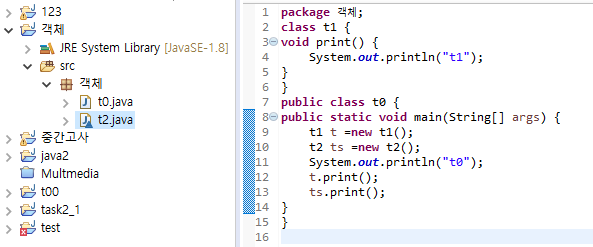 123
객체
JRE System Library [JavaSE-1.8]
src
객체
t0.java
t2.java
중간고사
java2
Multmedia
t00
task2_1
test
1 package 객체;
2 class t1 {
3 void print() {
4 System.out.println("t1");
5 }
6 }
7 public class t0 {
8 public static void main(String[] args) {
9 t1 t =new t1();
10 t2 ts =new t2();
11 System.out.println("t0");
12 t.print();
13 ts.print();
14 }
15 }
16